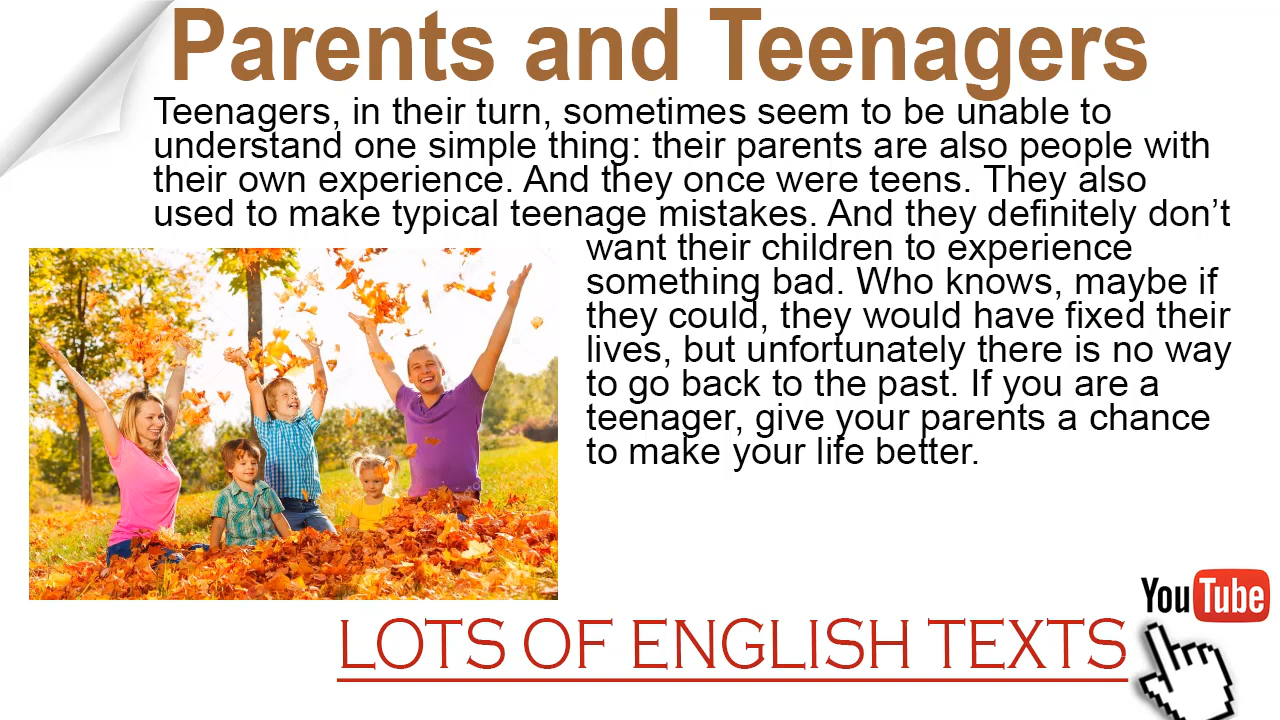 Parents and Teenagers
Teenagers, in their turn, sometimes seem to be unable to
understand one simple thing: their parents are also people with
their own experience. And they once were teens. They also
used to make typical teenage mistakes. And they definitely don’t
want their children to experience
something bad. Who knows, maybe if
they could, they would have fixed their
lives, but unfortunately there is no way
to go back to the past. If you are a
teenager, give your parents a chance
to make your life better.
YouTube
LOTS OF ENGLISH TEXTS